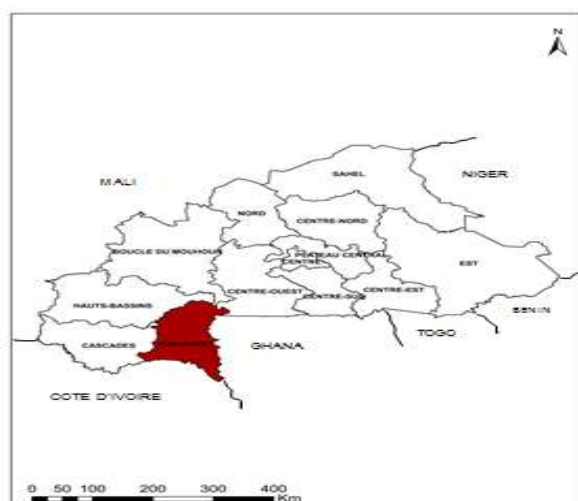 N
SAHEL
NIGER
MALI
NORD
CENTRE-NORD
BOUCLE DU MOUHOUN
PLATEAU CENTRAL
CENTRE
EST
CENTRE-OUEST
CENTRE-EST
CENTRE-SUD
HAUTS-BASSINS
BENIN
TOGO
CASCADES
GHANA
COTE D'IVOIRE
0 50 100 200 300 400
Km